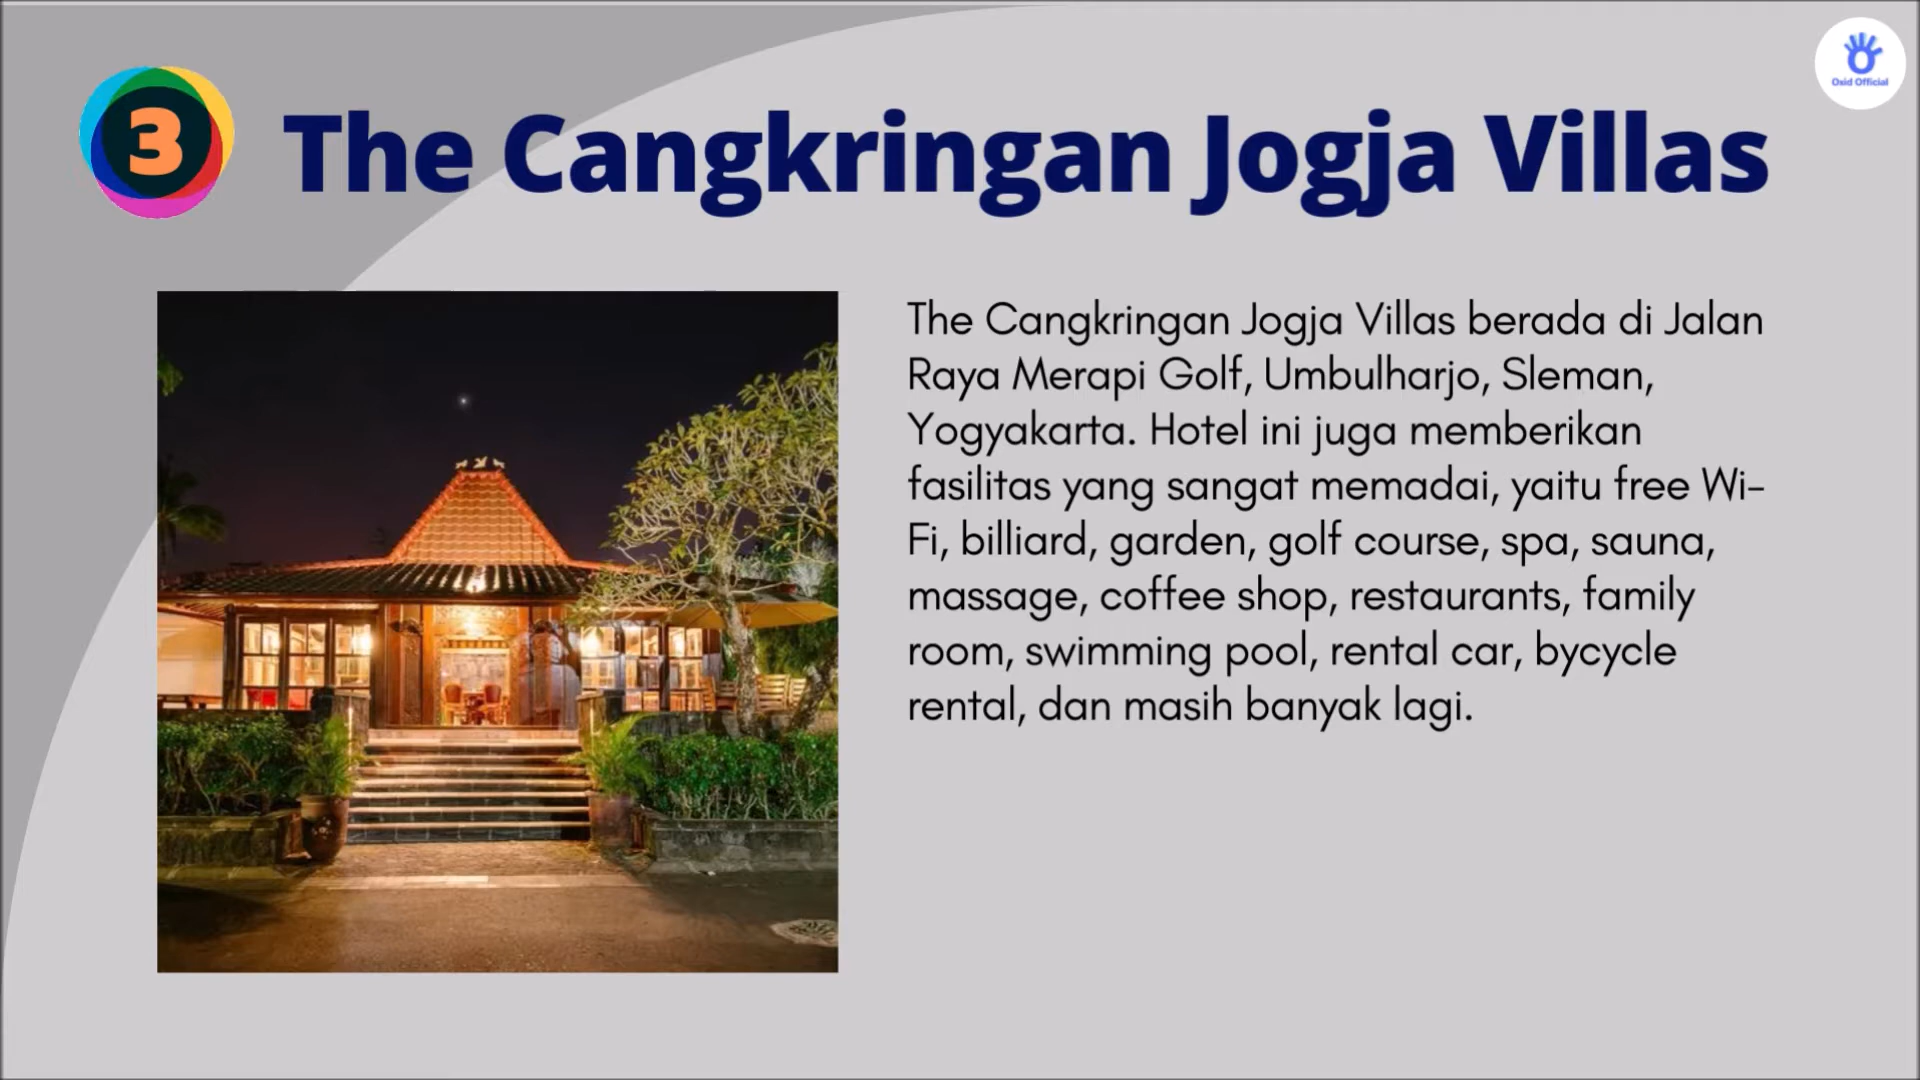 3
The Cangkringan Jogja Villas
Oxid Official
The Cangkringan Jogja Villas berada di Jalan
Raya Merapi Golf, Umbulharjo, Sleman,
Yogyakarta. Hotel ini juga memberikan
fasilitas yang sangat memadai, yaitu free Wi-
Fi, billiard, garden, golf course, spa, sauna,
massage, coffee shop, restaurants, family
room, swimming pool, rental car, bycycle
rental, dan masih banyak lagi.